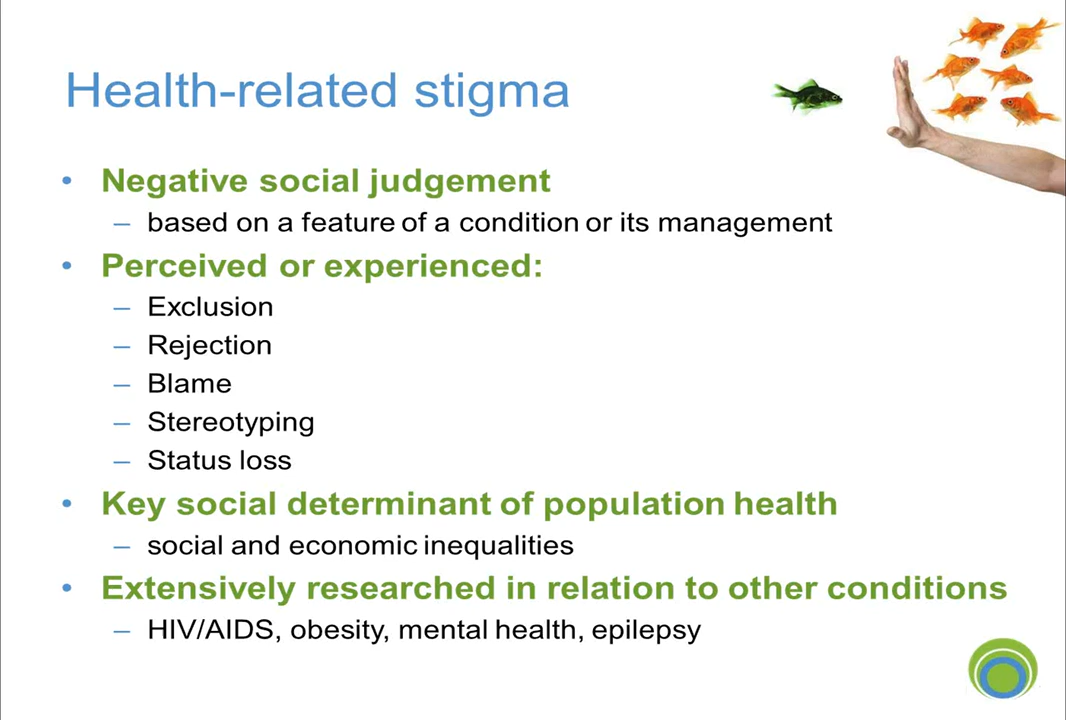 Health-related stigma
• Negative social judgement
– based on a feature of a condition or its management
• Perceived or experienced:
– Exclusion
– Rejection
– Blame
– Stereotyping
– Status loss
• Key social determinant of population health
– social and economic inequalities
• Extensively researched in relation to other conditions
– HIV/AIDS, obesity, mental health, epilepsy